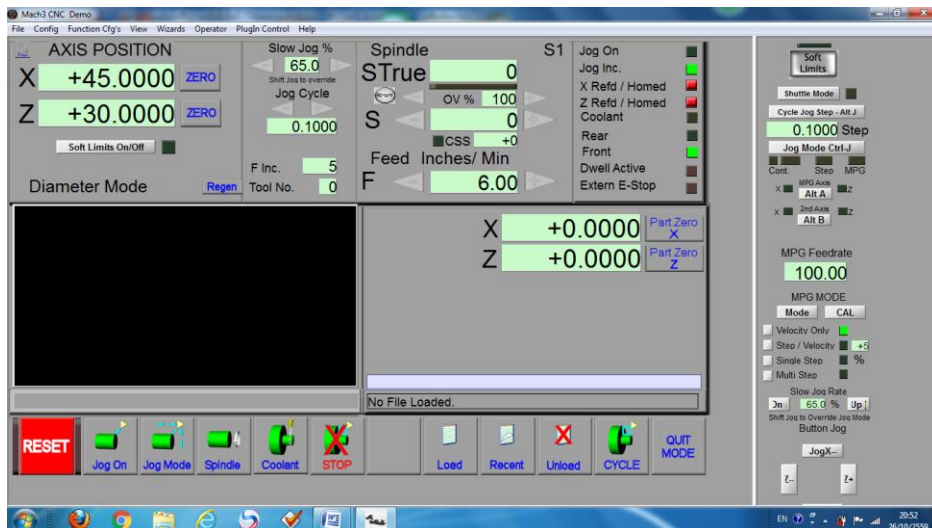 Mach3 CNC Demo
File Config Function Cfg's View Wizards Operator PlugIn Control Help
AXIS POSITION
X +45.0000 ZERO
Z +30.0000 ZERO
Soft Limits On/Off
Diameter Mode
Regen
Slow Jog %
65.0
Shift Jog to override
Jog Cycle
0.1000
F Inc. 5
Tool No. 0
Spindle S1
STrue 0
OV % 100
S 0
CSS +0
Feed Inches/ Min
F 6.00
Jog On
Jog Inc.
X Refd / Homed
Z Refd / Homed
Coolant
Rear
Front
Dwell Active
Extern E-Stop
X +0.0000 Part Zero X
Z +0.0000 Part Zero Z
No File Loaded.
RESET
Jog On
Jog Mode
Spindle
Coolant
STOP
Load
Recent
Unload
CYCLE
QUIT
MODE
Soft
Limits
Shuttle Mode
Cycle Jog Step - Alt J
0.1000 Step
Jog Mode Ctrl-J
Cont. Step MPG
MPG Axis
X Alt A Z
2nd Axis
X Alt B Z
MPG Feedrate
100.00
MPG MODE
Mode CAL
Velocity Only
Step / Velocity +5
Single Step %
Multi Step
Slow Jog Rate
Dn 65.0 % Up
Shift Jog to Override Jog Mode
Button Jog
JogX--
Z-- Z+
EN
20:52
26/10/2559